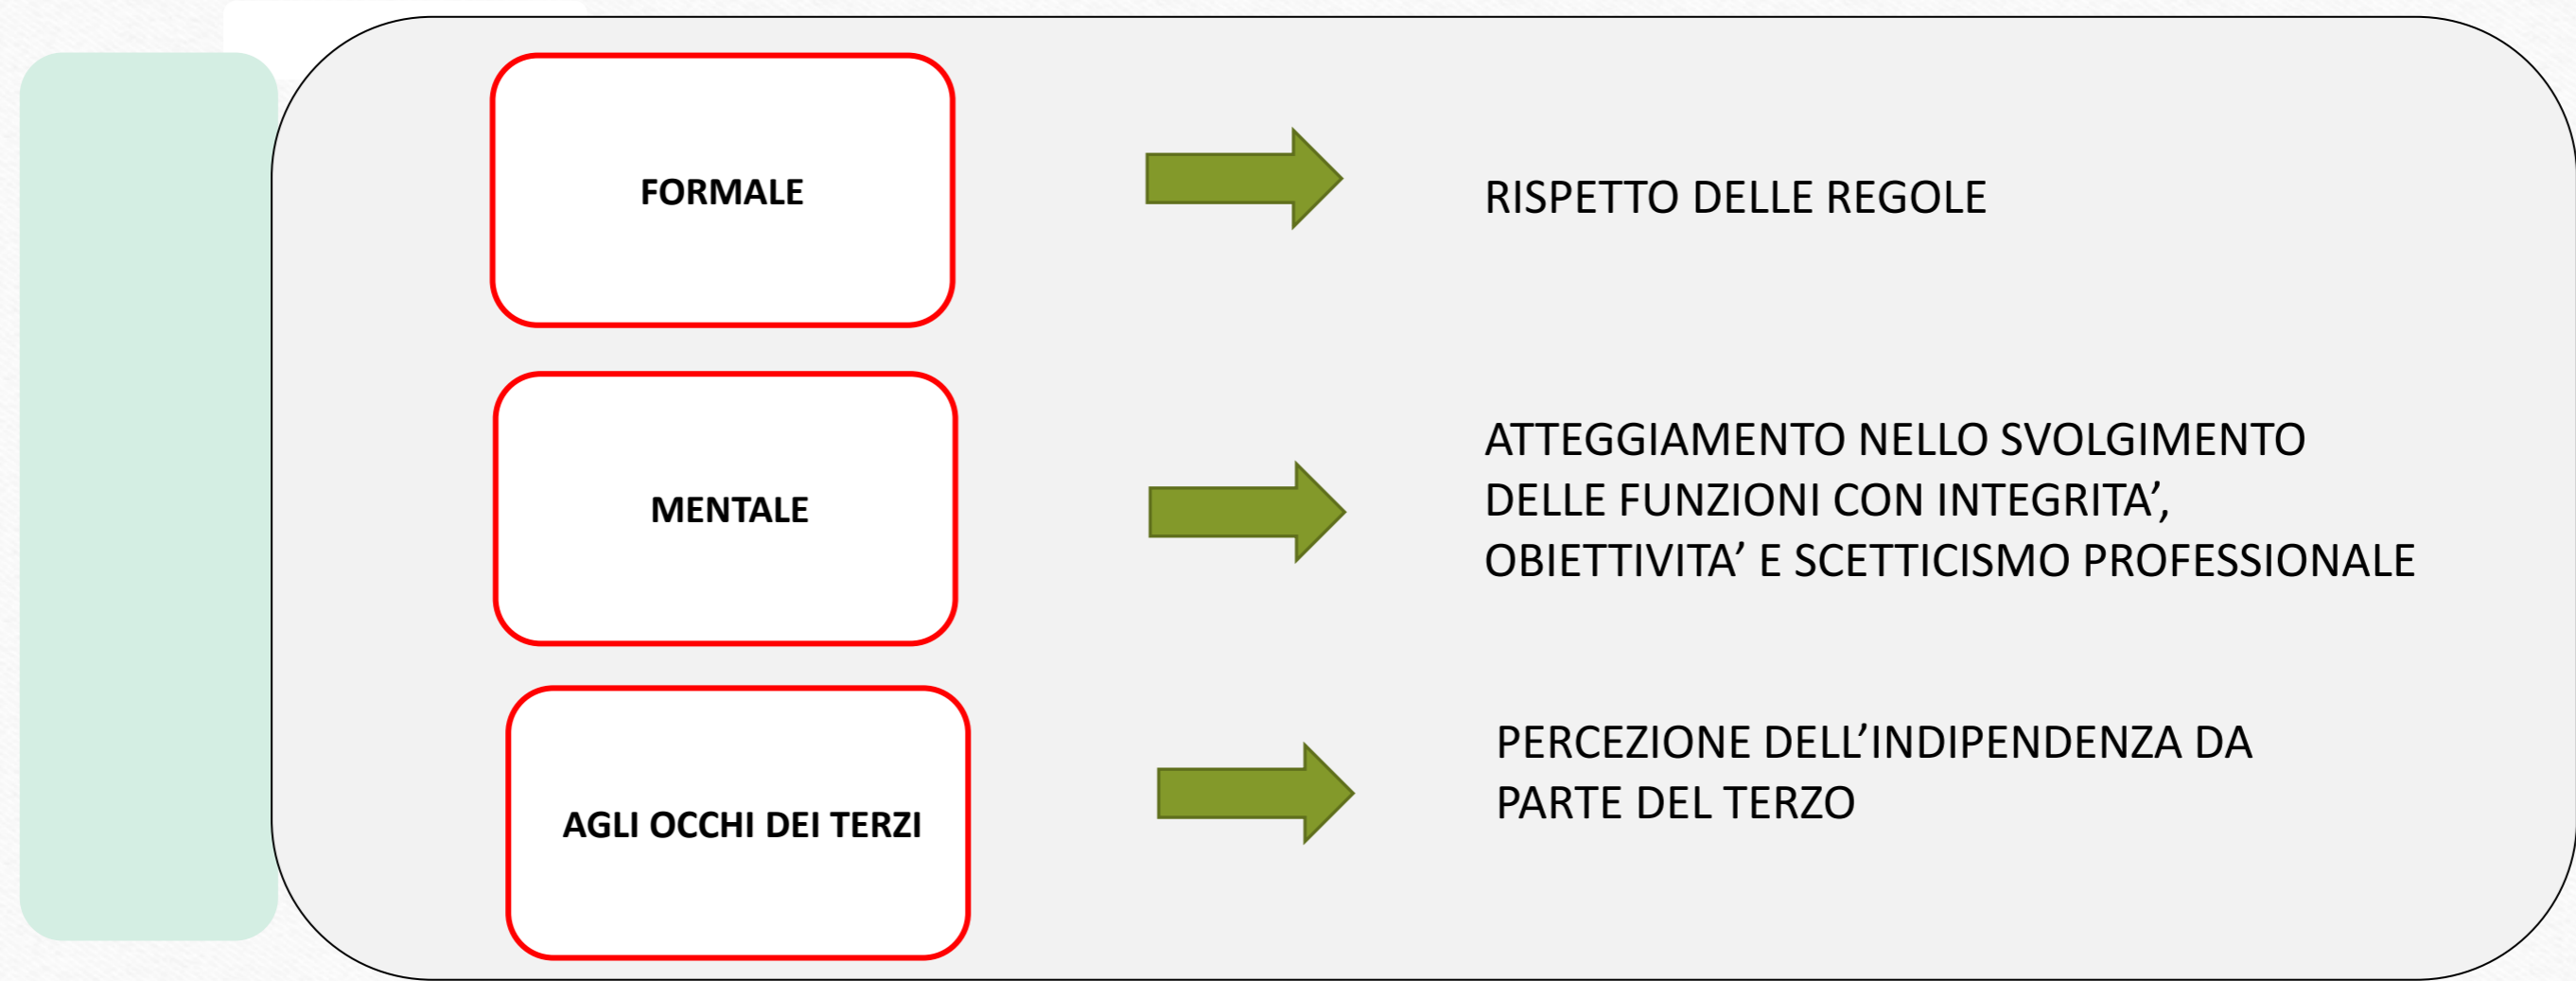 FORMALE
RISPETTO DELLE REGOLE
MENTALE
ATTEGGIAMENTO NELLO SVOLGIMENTO
DELLE FUNZIONI CON INTEGRITA’,
OBIETTIVITA’ E SCETTICISMO PROFESSIONALE
AGLI OCCHI DEI TERZI
PERCEZIONE DELL’INDIPENDENZA DA
PARTE DEL TERZO